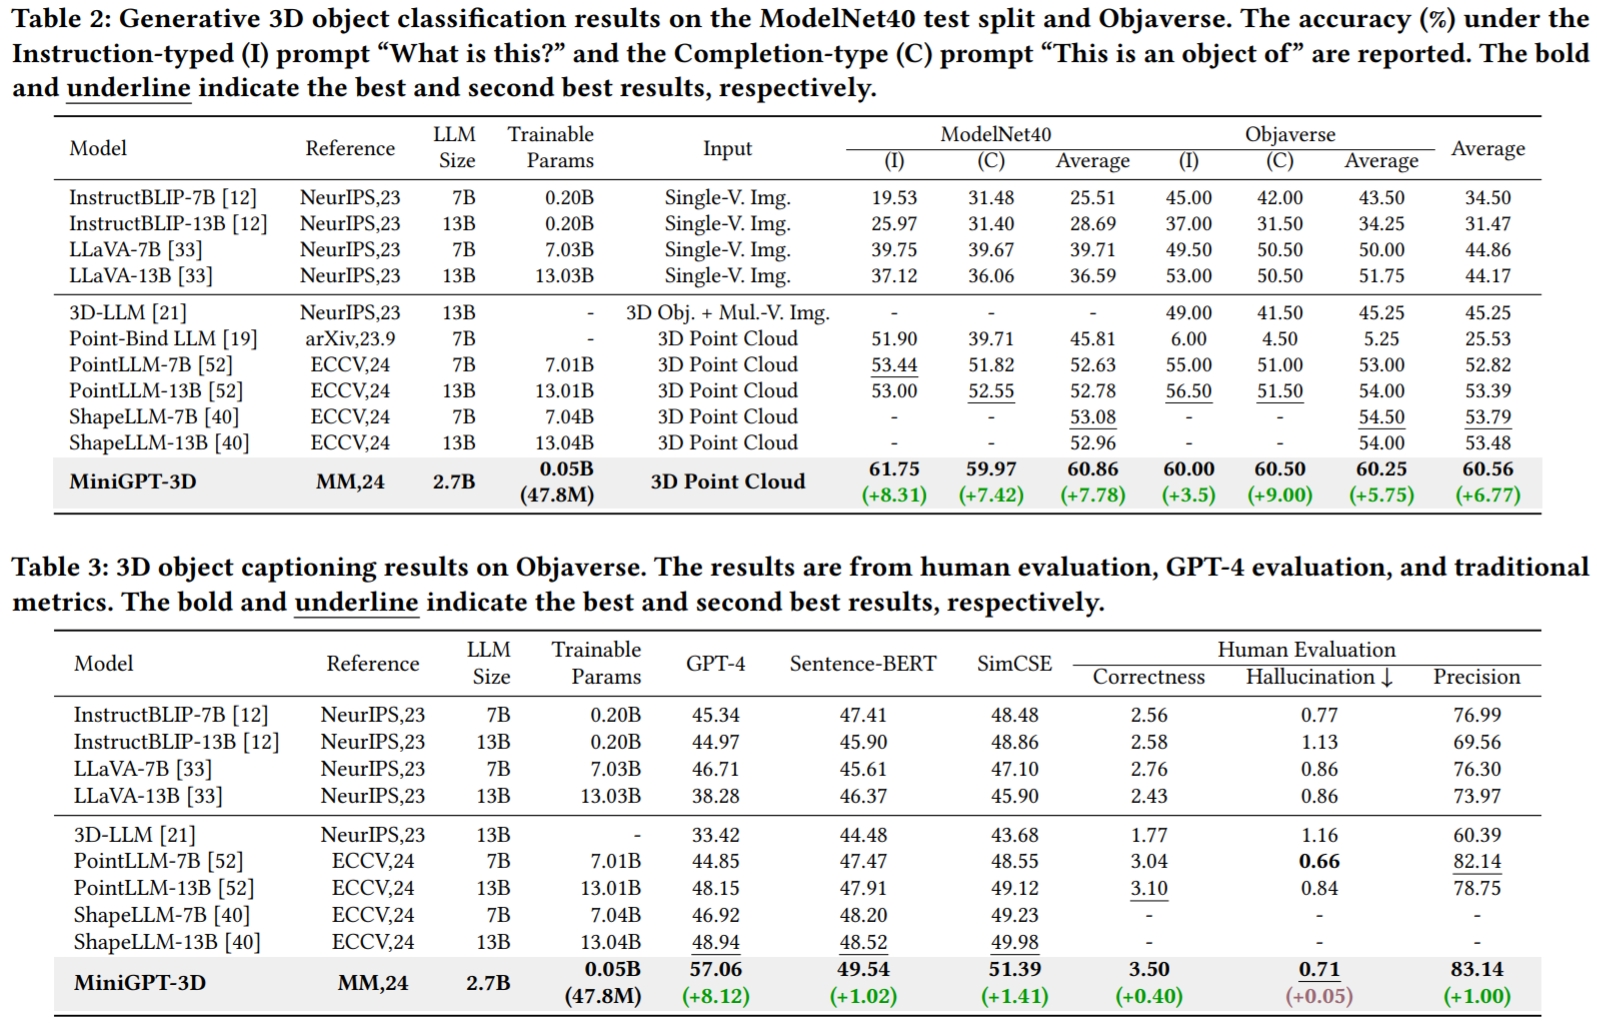 Table 2: Generative 3D object classification results on the ModelNet40 test split and Objaverse. The accuracy (%) under the
Instruction-typed (I) prompt “What is this?” and the Completion-type (C) prompt “This is an object of” are reported. The bold
and underline indicate the best and second best results, respectively.
Model Reference LLM Size Trainable Params Input ModelNet40 Objaverse Average
(I) (C) Average (I) (C) Average
InstructBLIP-7B [12] NeurIPS,23 7B 0.20B Single-V. Img. 19.53 31.48 25.51 45.00 42.00 43.50 34.50
InstructBLIP-13B [12] NeurIPS,23 13B 0.20B Single-V. Img. 25.97 31.40 28.69 37.00 31.50 34.25 31.47
LLaVA-7B [33] NeurIPS,23 7B 7.03B Single-V. Img. 39.75 39.67 39.71 49.50 50.50 50.00 44.86
LLaVA-13B [33] NeurIPS,23 13B 13.03B Single-V. Img. 37.12 36.06 36.59 53.00 50.50 51.75 44.17
3D-LLM [21] NeurIPS,23 13B - 3D Obj. + Mul.-V. Img. - - - 49.00 41.50 45.25 45.25
Point-Bind LLM [19] arXiv,23.9 7B - 3D Point Cloud 51.90 39.71 45.81 6.00 4.50 5.25 25.53
PointLLM-7B [52] ECCV,24 7B 7.01B 3D Point Cloud 53.44 51.82 52.63 55.00 51.00 53.00 52.82
PointLLM-13B [52] ECCV,24 13B 13.01B 3D Point Cloud 53.00 52.55 52.78 56.50 51.50 54.00 53.39
ShapeLLM-7B [40] ECCV,24 7B 7.04B 3D Point Cloud - - 53.08 - - 54.50 53.79
ShapeLLM-13B [40] ECCV,24 13B 13.04B 3D Point Cloud - - 52.96 - - 54.00 53.48
MiniGPT-3D MM,24 2.7B 0.05B 3D Point Cloud 61.75 59.97 60.86 60.00 60.50 60.25 60.56
(47.8M) (+8.31) (+7.42) (+7.78) (+3.5) (+9.00) (+5.75) (+6.77)
Table 3: 3D object captioning results on Objaverse. The results are from human evaluation, GPT-4 evaluation, and traditional
metrics. The bold and underline indicate the best and second best results, respectively.
Model Reference LLM Size Trainable Params GPT-4 Sentence-BERT SimCSE Human Evaluation
Correctness Hallucination ↓ Precision
InstructBLIP-7B [12] NeurIPS,23 7B 0.20B 45.34 47.41 48.48 2.56 0.77 76.99
InstructBLIP-13B [12] NeurIPS,23 13B 0.20B 44.97 45.90 48.86 2.58 1.13 69.56
LLaVA-7B [33] NeurIPS,23 7B 7.03B 46.71 45.61 47.10 2.76 0.86 76.30
LLaVA-13B [33] NeurIPS,23 13B 13.03B 38.28 46.37 45.90 2.43 0.86 73.97
3D-LLM [21] NeurIPS,23 13B - 33.42 44.48 43.68 1.77 1.16 60.39
PointLLM-7B [52] ECCV,24 7B 7.01B 44.85 47.47 48.55 3.04 0.66 82.14
PointLLM-13B [52] ECCV,24 13B 13.01B 48.15 47.91 49.12 3.10 0.84 78.75
ShapeLLM-7B [40] ECCV,24 7B 7.04B 46.92 48.20 49.23 - - -
ShapeLLM-13B [40] ECCV,24 13B 13.04B 48.94 48.52 49.98 - - -
MiniGPT-3D MM,24 2.7B 0.05B 57.06 49.54 51.39 3.50 0.71 83.14
(47.8M) (+8.12) (+1.02) (+1.41) (+0.40) (+0.05) (+1.00)